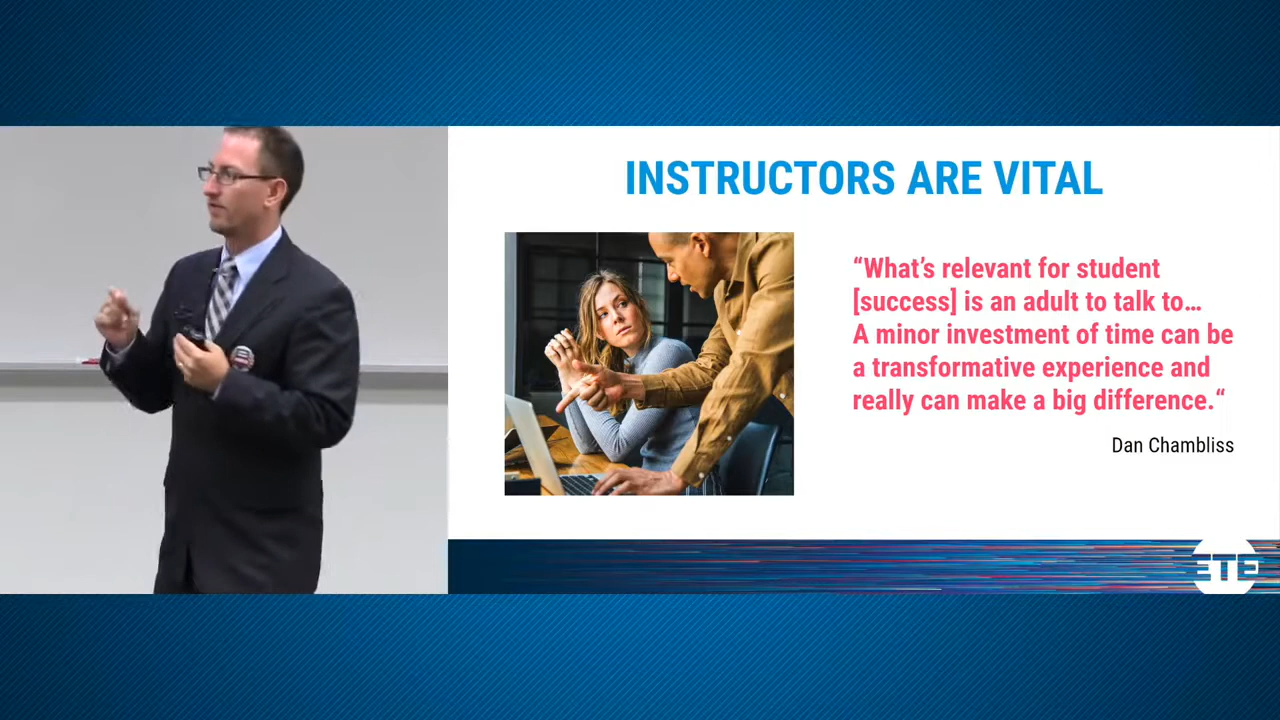 INSTRUCTORS ARE VITAL
“What’s relevant for student
[success] is an adult to talk to…
A minor investment of time can be
a transformative experience and
really can make a big difference.“
Dan Chambliss
ETE